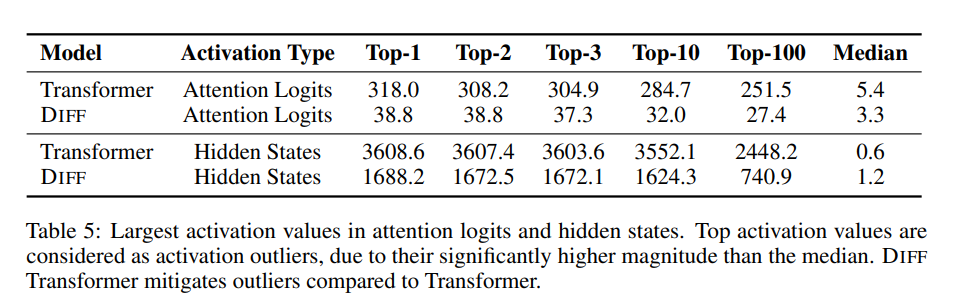 Model Activation Type Top-1 Top-2 Top-3 Top-10 Top-100 Median
Transformer Attention Logits 318.0 308.2 304.9 284.7 251.5 5.4
DIFF Attention Logits 38.8 38.8 37.3 32.0 27.4 3.3
Transformer Hidden States 3608.6 3607.4 3603.6 3552.1 2448.2 0.6
DIFF Hidden States 1688.2 1672.5 1672.1 1624.3 740.9 1.2
Table 5: Largest activation values in attention logits and hidden states. Top activation values are
considered as activation outliers, due to their significantly higher magnitude than the median. DIFF
Transformer mitigates outliers compared to Transformer.